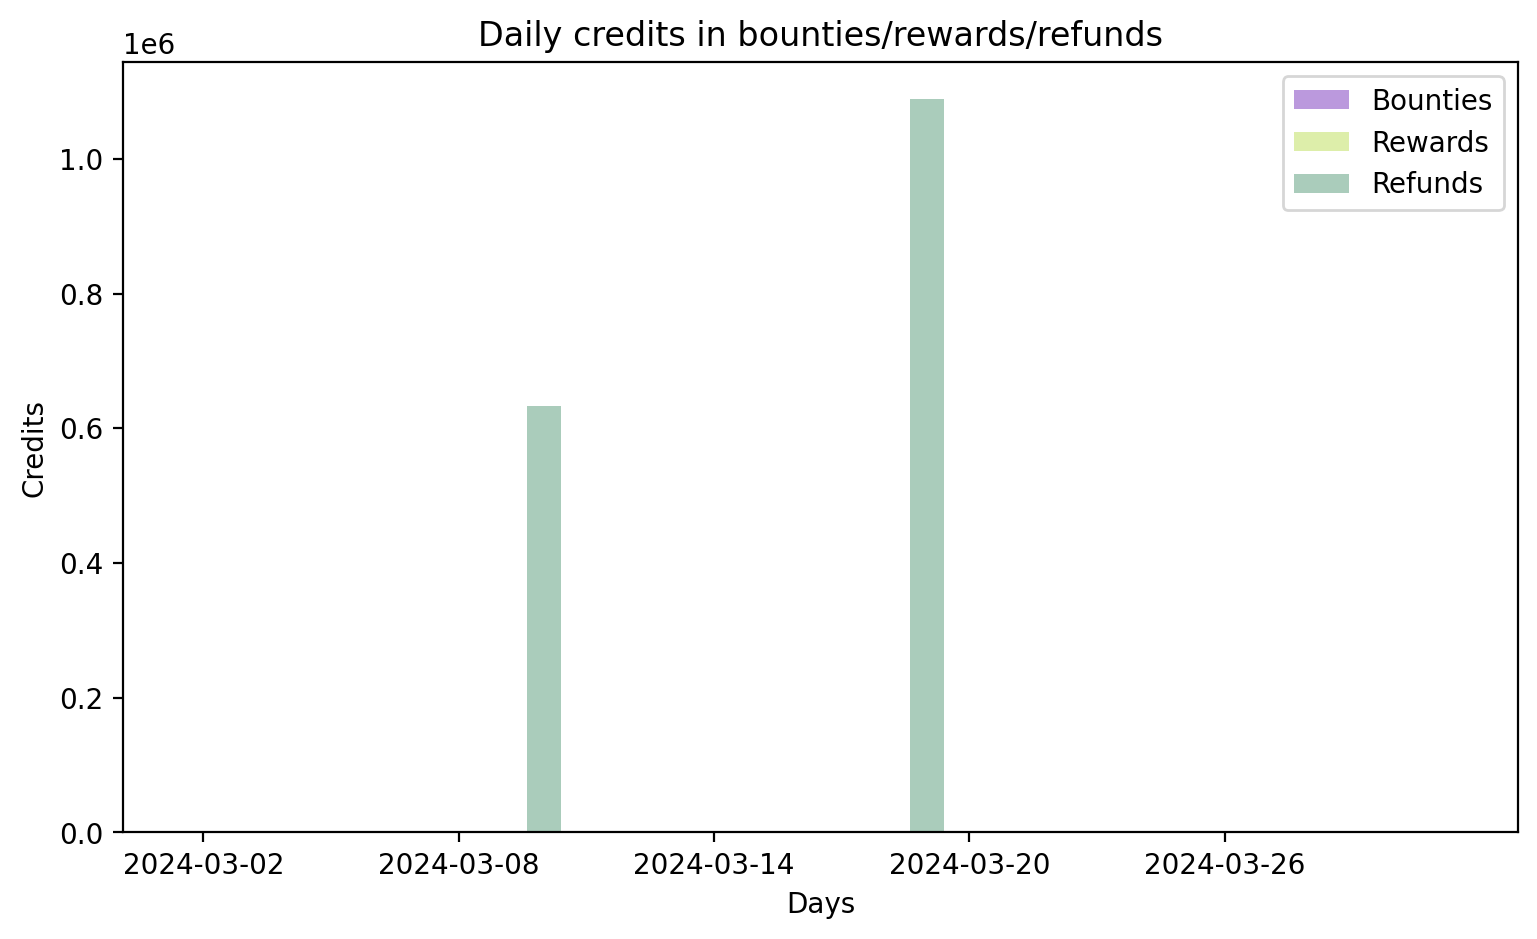 Daily credits in bounties/rewards/refunds
1e6
Bounties
Rewards
Refunds
1.0
0.8
0.6
0.4
0.2
0.0
Credits
2024-03-02 2024-03-08 2024-03-14 2024-03-20 2024-03-26
Days